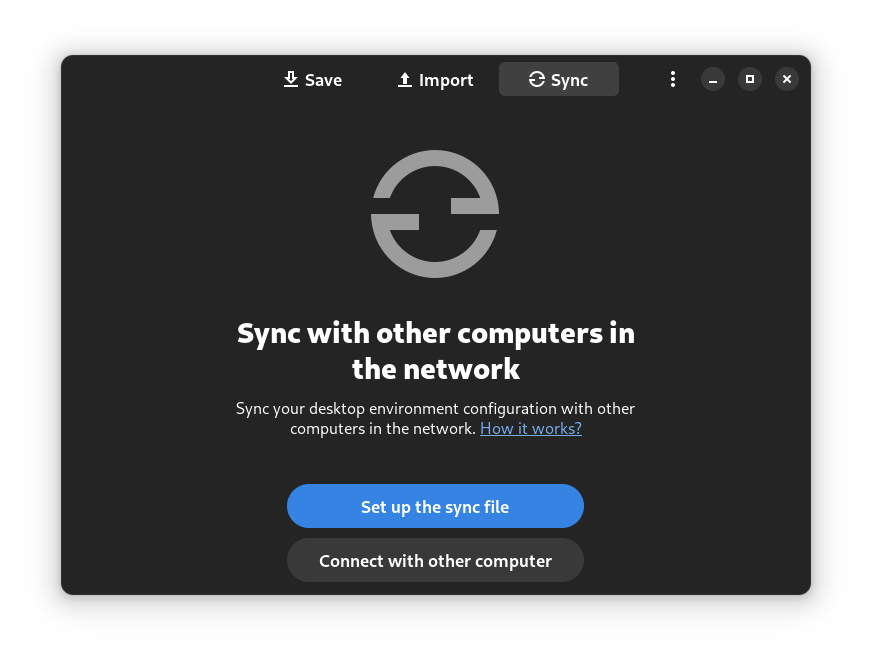 Save
Import
Sync
Sync with other computers in
the network
Sync your desktop environment configuration with other
computers in the network. How it works?
Set up the sync file
Connect with other computer